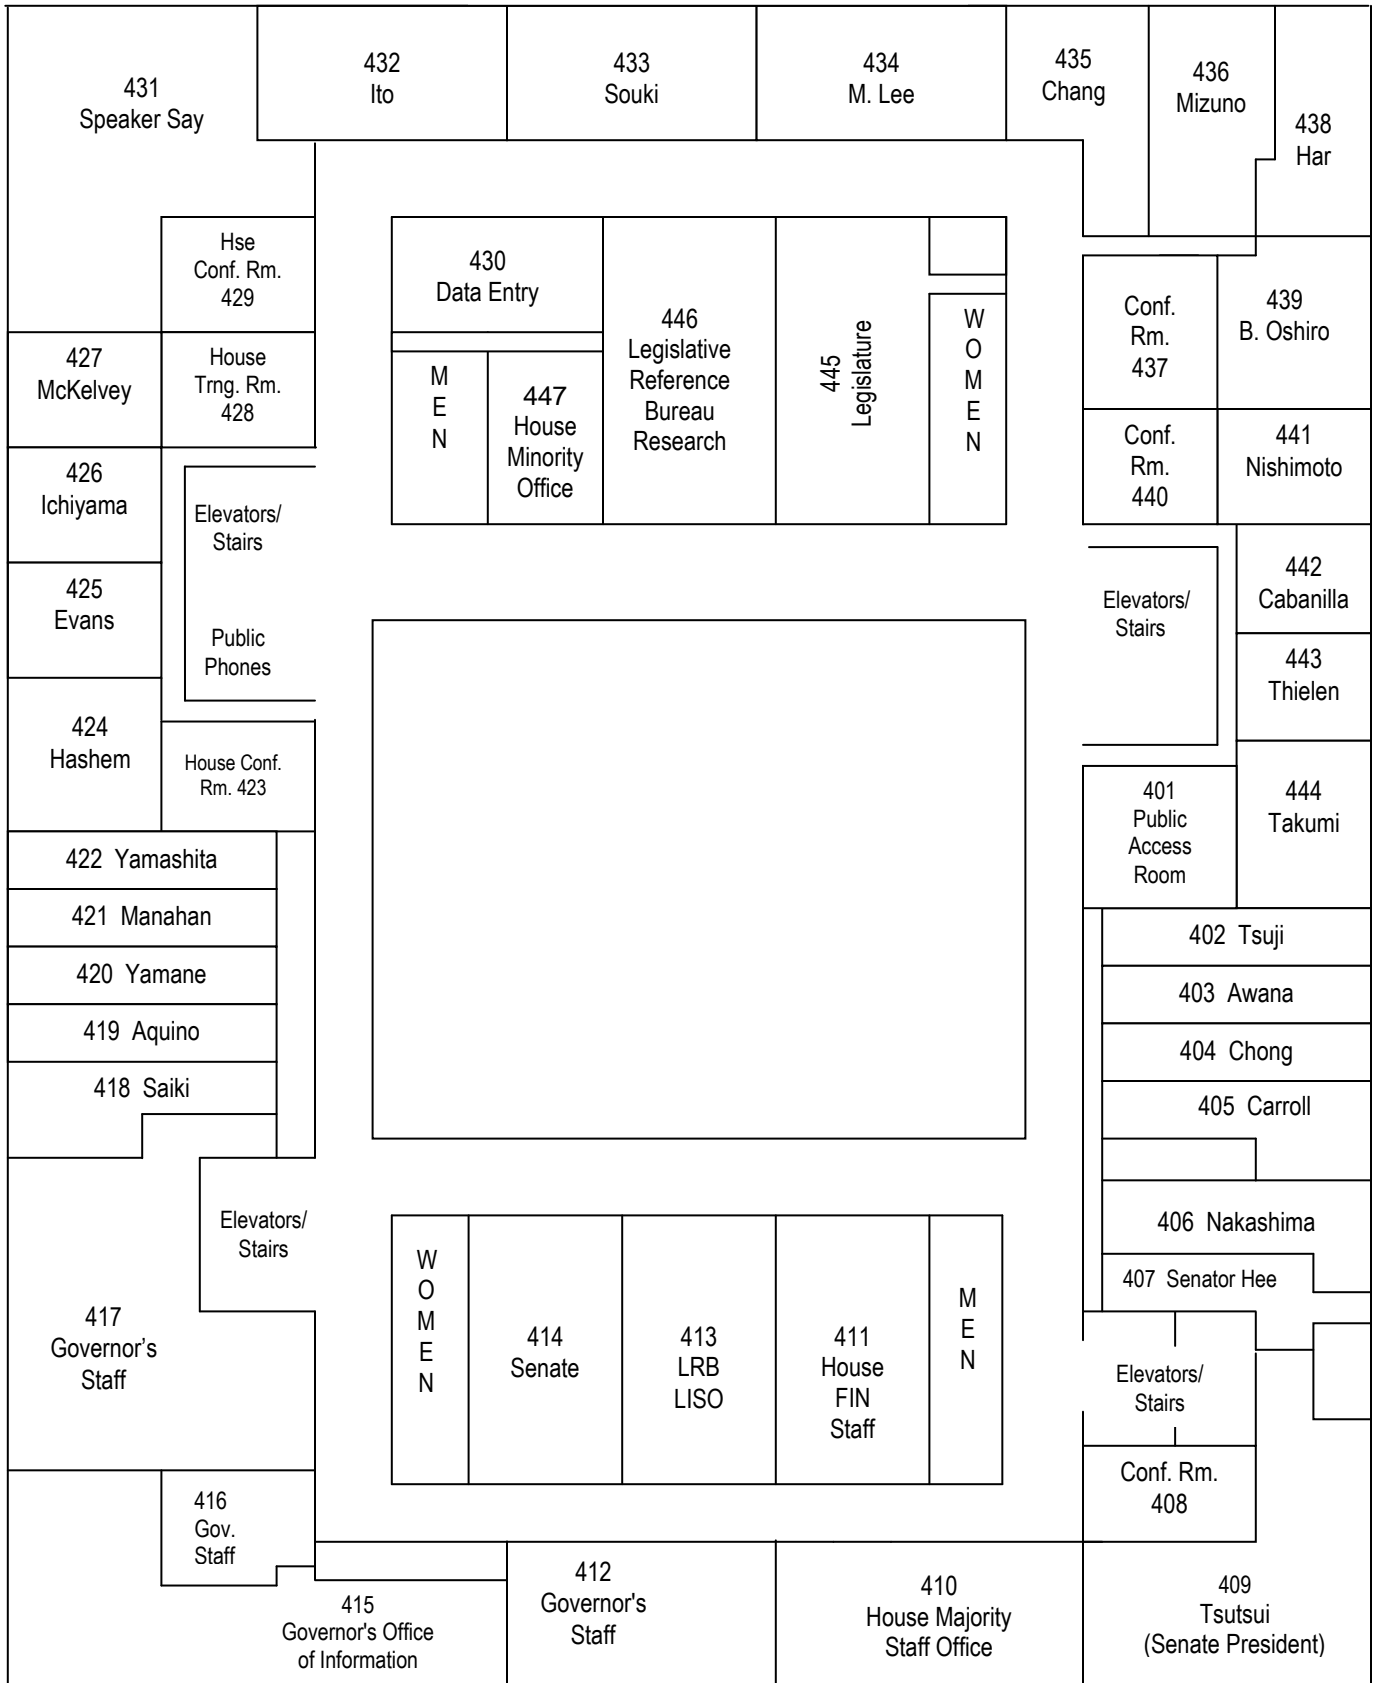 431
Speaker Say
432
Ito
433
Souki
434
M. Lee
435
Chang
436
Mizuno
438
Har
Hse
Conf. Rm.
429
430
Data Entry
446
Legislative
Reference
Bureau
Research
445
Legislature
W
O
M
E
N
Conf.
Rm.
437
439
B. Oshiro
427
McKelvey
House
Trng. Rm.
428
M
E
N
447
House
Minority
Office
Conf.
Rm.
440
441
Nishimoto
426
Ichiyama
Elevators/
Stairs
Public
Phones
425
Evans
Elevators/
Stairs
442
Cabanilla
443
Thielen
424
Hashem
House Conf.
Rm. 423
401
Public
Access
Room
444
Takumi
422 Yamashita
421 Manahan
420 Yamane
419 Aquino
418 Saiki
402 Tsuji
403 Awana
404 Chong
405 Carroll
406 Nakashima
407 Senator Hee
Elevators/
Stairs
417
Governor’s
Staff
W
O
M
E
N
414
Senate
413
LRB
LISO
411
House
FIN
Staff
M
E
N
Elevators/
Stairs
Conf. Rm.
408
416
Gov.
Staff
415
Governor's Office
of Information
412
Governor's
Staff
410
House Majority
Staff Office
409
Tsutsui
(Senate President)